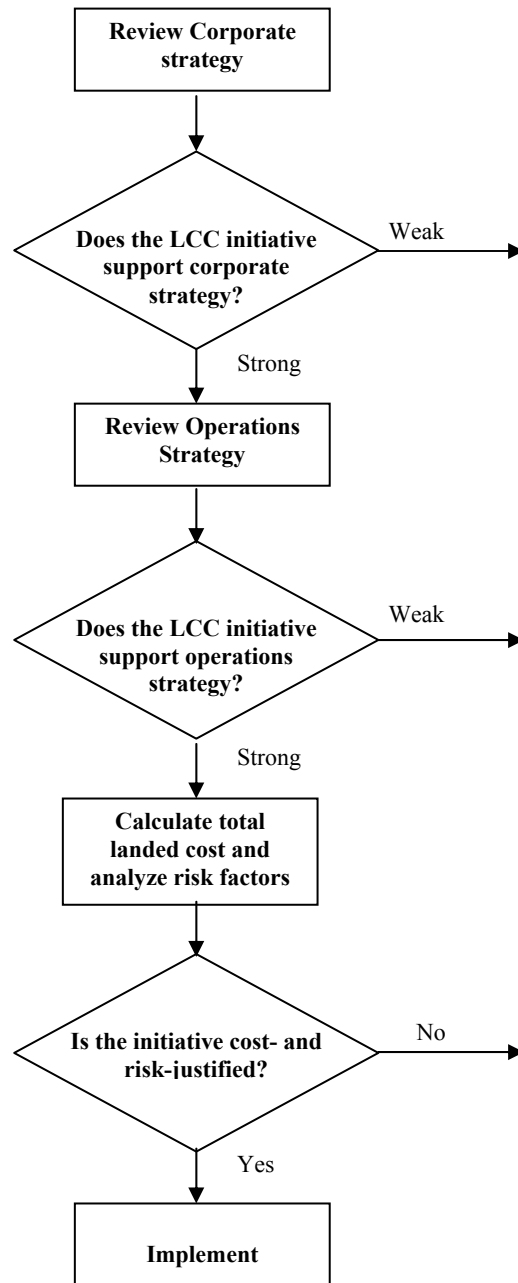 Review Corporate
strategy
Does the LCC initiative
support corporate
strategy?
Weak
Strong
Review Operations
Strategy
Does the LCC initiative
support operations
strategy?
Weak
Strong
Calculate total
landed cost and
analyze risk factors
Is the initiative cost- and
risk-justified?
No
Yes
Implement